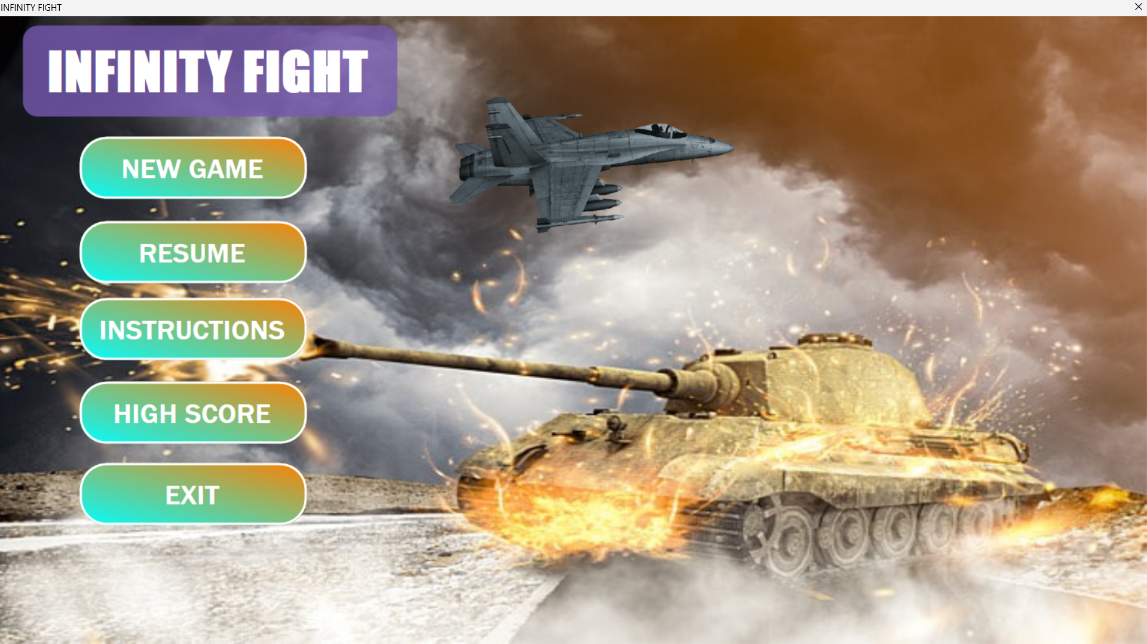 INFINITY FIGHT
INFINITY FIGHT
NEW GAME
RESUME
INSTRUCTIONS
HIGH SCORE
EXIT